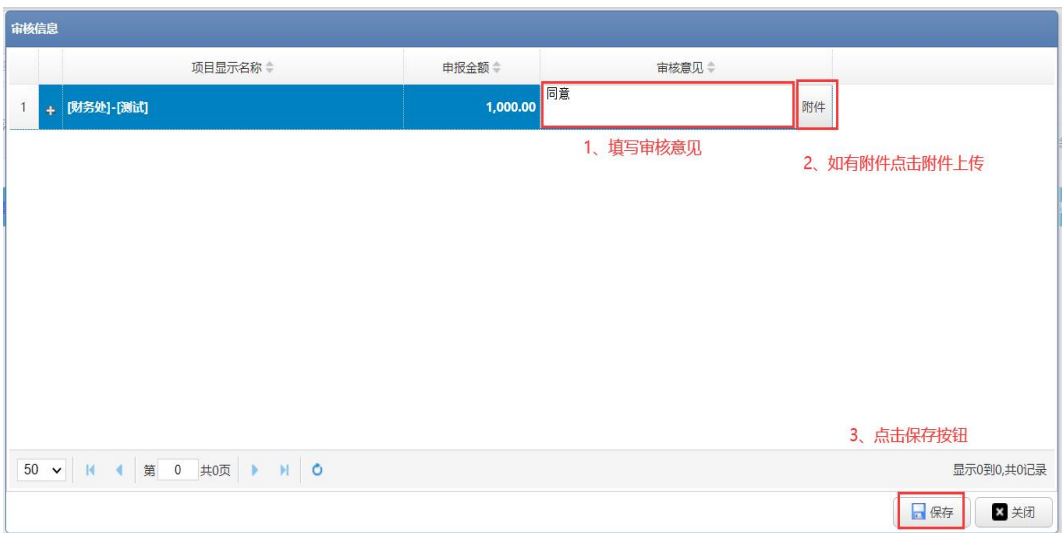 审核信息
项目显示名称 申报金额 审核意见
1 [财务处]-[测试] 1,000.00 同意 附件
1、填写审核意见
2、如有附件点击附件上传
3、点击保存按钮
50 第 0 共0页 显示0到0,共0记录
保存 关闭